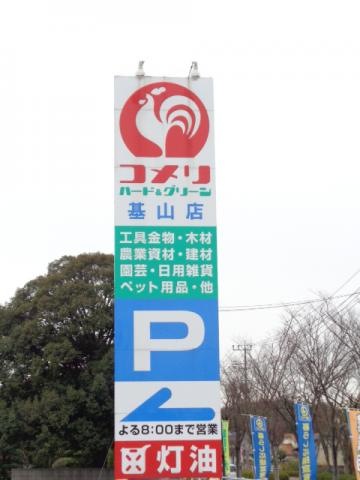 コメリ
ハード&グリーン
基山店
工具金物・木材
農業資材・建材
園芸・日用雑貨
ペット用品・他
P
よる8:00まで営業
灯油